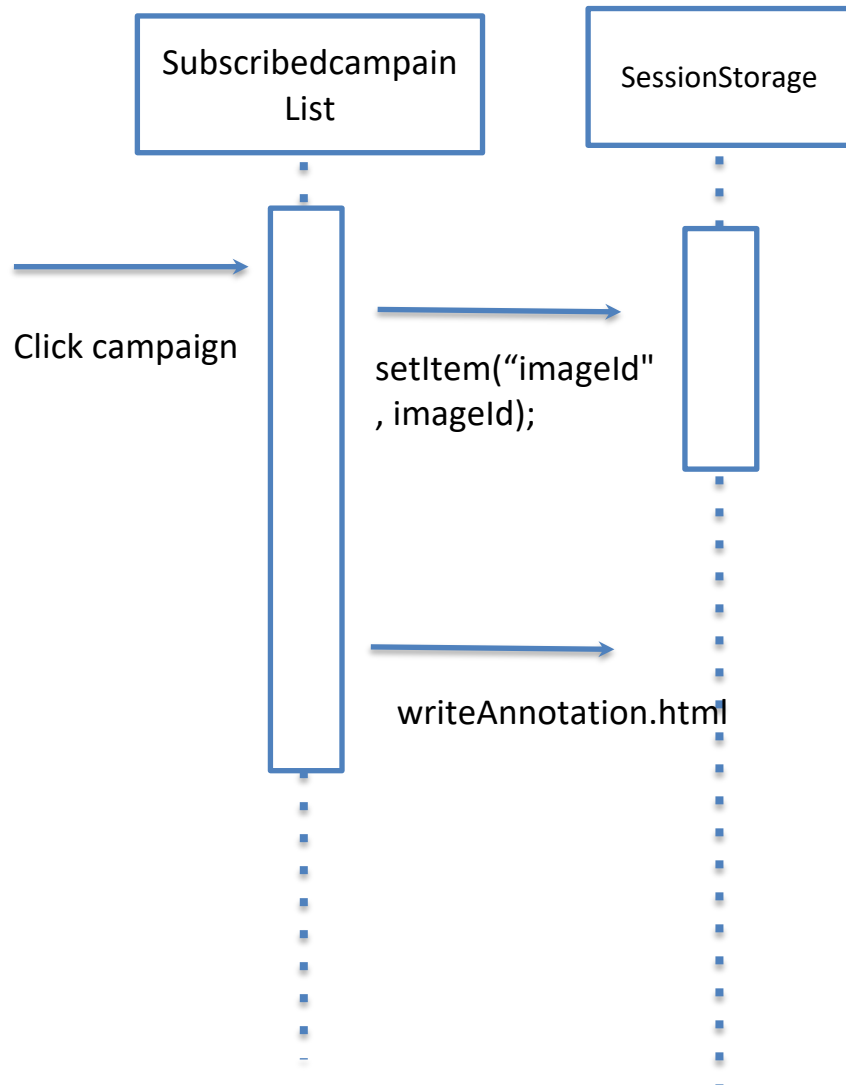 Subscribedcampain
List
SessionStorage
Click campaign
setItem(“imageId"
, imageId);
writeAnnotation.html